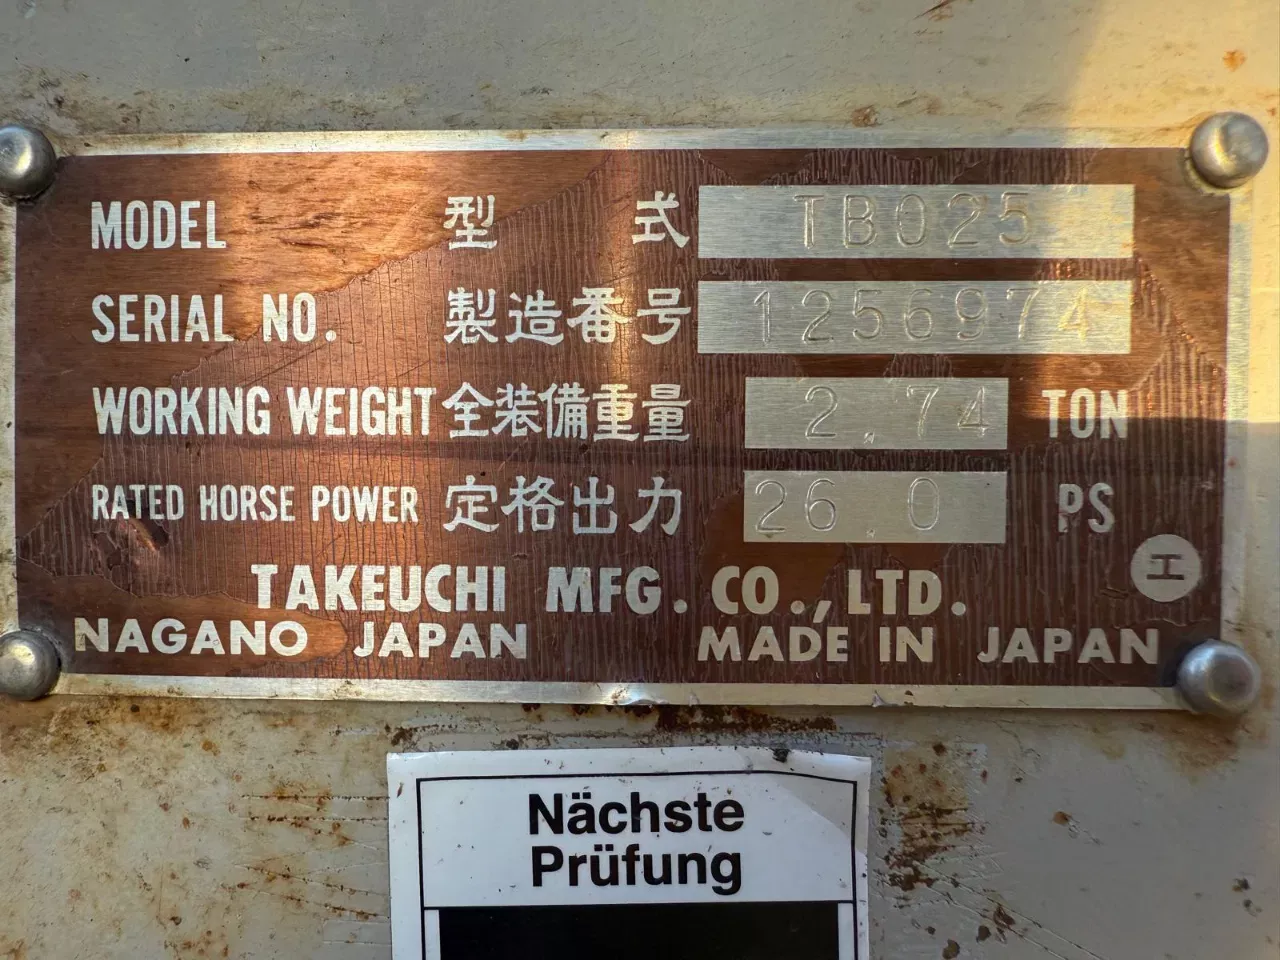 MODEL 型 式 TB025
SERIAL NO. 製造番号 1256974
WORKING WEIGHT 全装備重量 2.74 TON
RATED HORSE POWER 定格出力 26.0 PS
エ
TAKEUCHI MFG. CO., LTD.
NAGANO JAPAN MADE IN JAPAN
Nächste
Prüfung